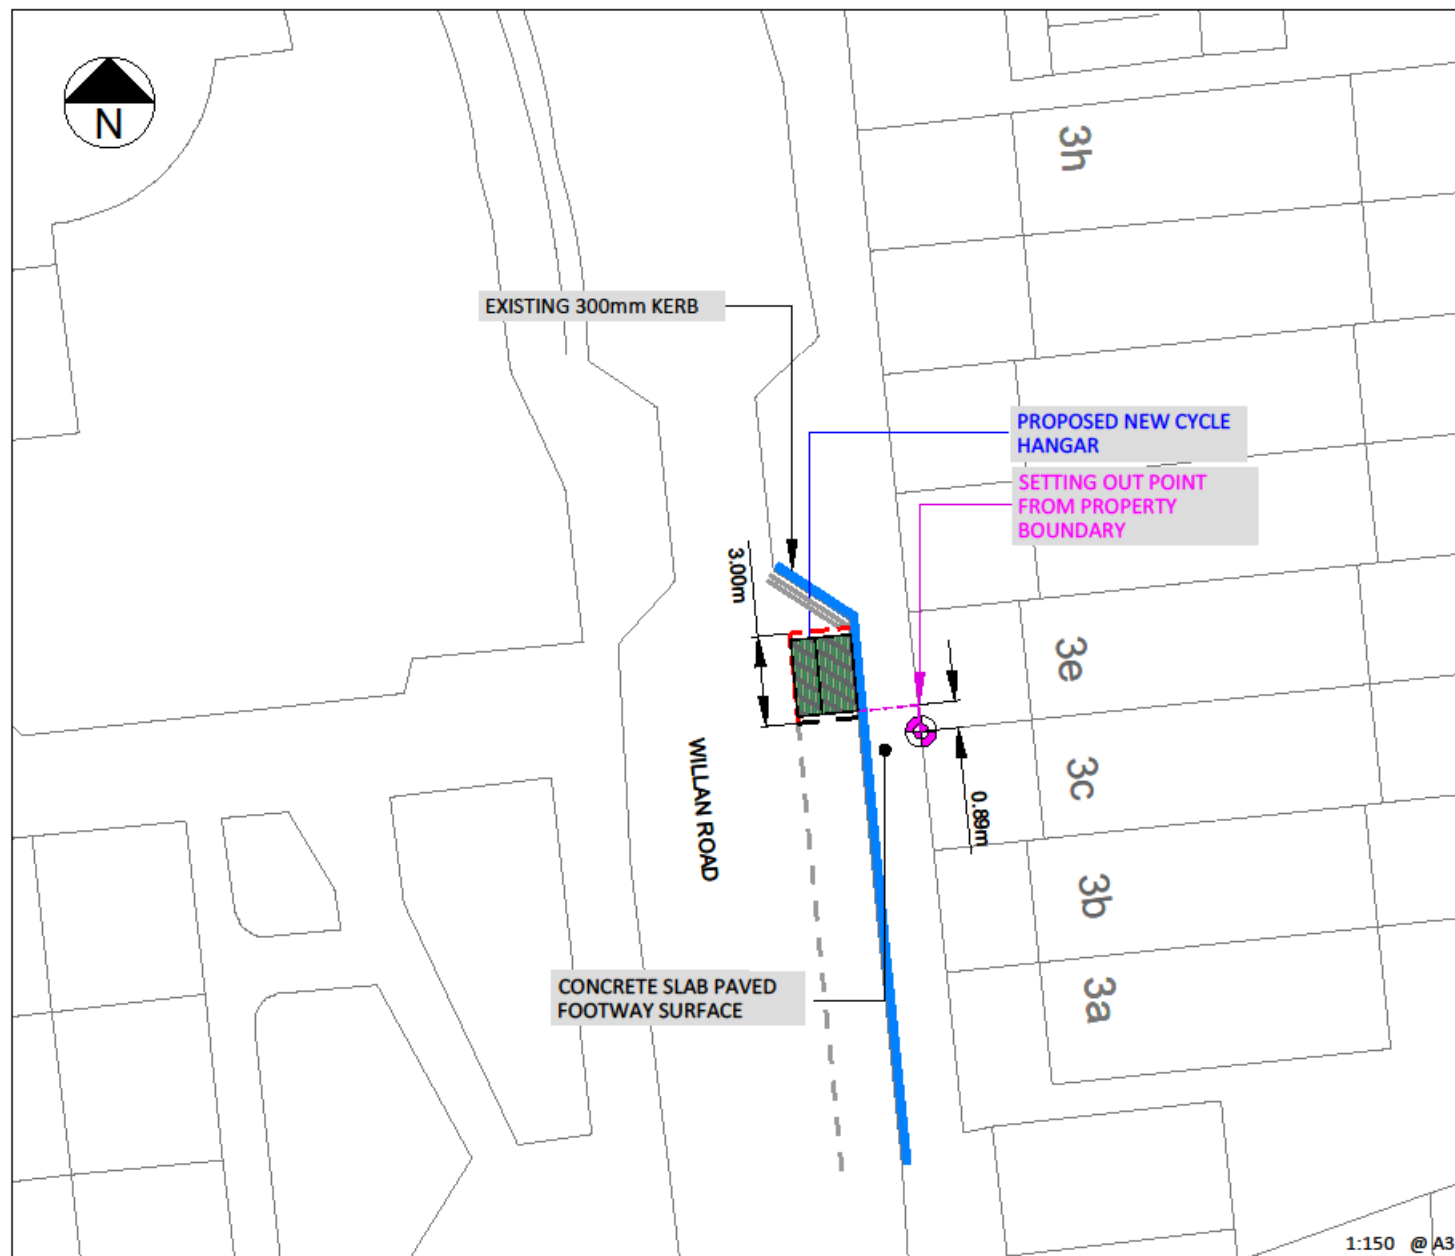 N
3h
EXISTING 300mm KERB
PROPOSED NEW CYCLE
HANGAR
SETTING OUT POINT
FROM PROPERTY
BOUNDARY
3.00m
3e
WILLAN ROAD
3c
0.89m
3b
CONCRETE SLAB PAVED
FOOTWAY SURFACE
3a
1:150 @ A3